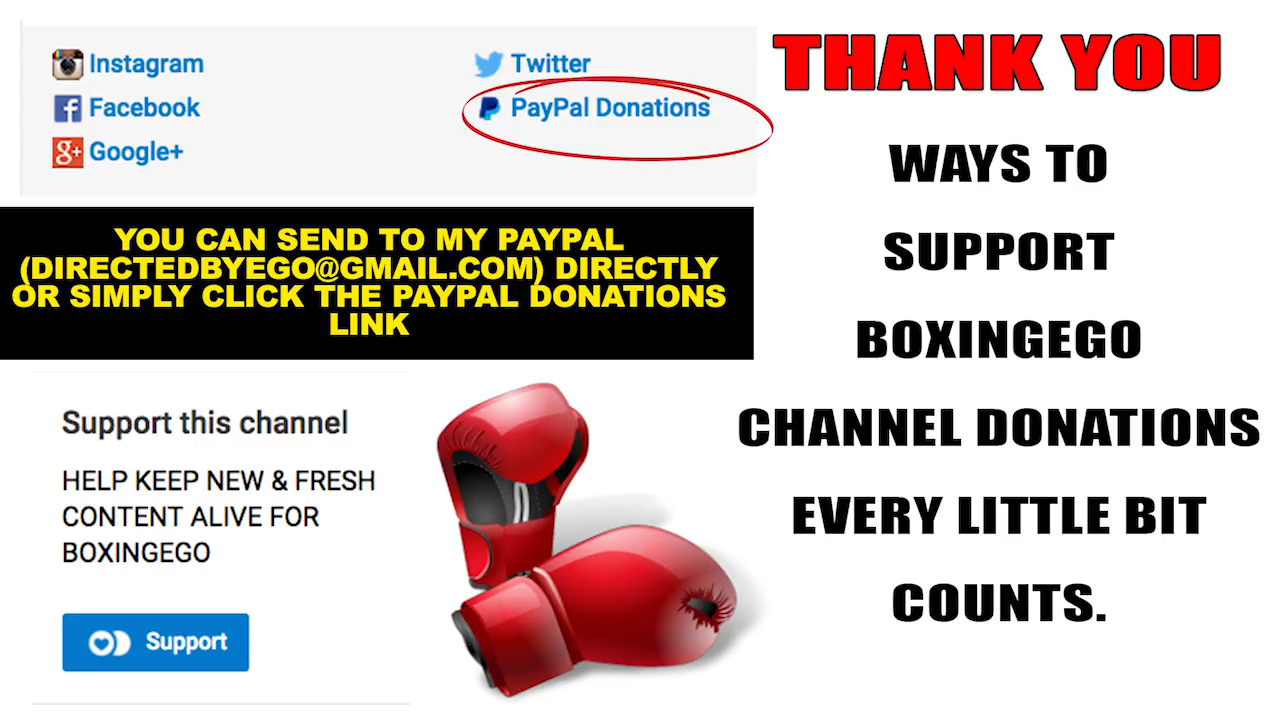 Instagram
Twitter
Facebook
PayPal Donations
Google+
YOU CAN SEND TO MY PAYPAL
(DIRECTEDBYEGO@GMAIL.COM) DIRECTLY
OR SIMPLY CLICK THE PAYPAL DONATIONS
LINK
Support this channel
HELP KEEP NEW & FRESH
CONTENT ALIVE FOR
BOXINGEGO
Support
THANK YOU
WAYS TO
SUPPORT
BOXINGEGO
CHANNEL DONATIONS
EVERY LITTLE BIT
COUNTS.